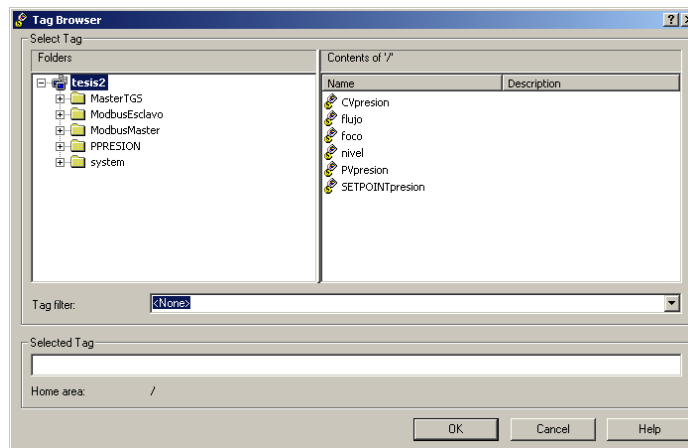 Tag Browser
Select Tag
Folders
Contents of '/'
tesis2
MasterTGS
ModbusEsclavo
ModbusMaster
PPRESION
system
Name Description
CVpresion
flujo
foco
nivel
PVpresion
SETPOINTpresion
Tag filter: <None>
Selected Tag
Home area: /
OK Cancel Help